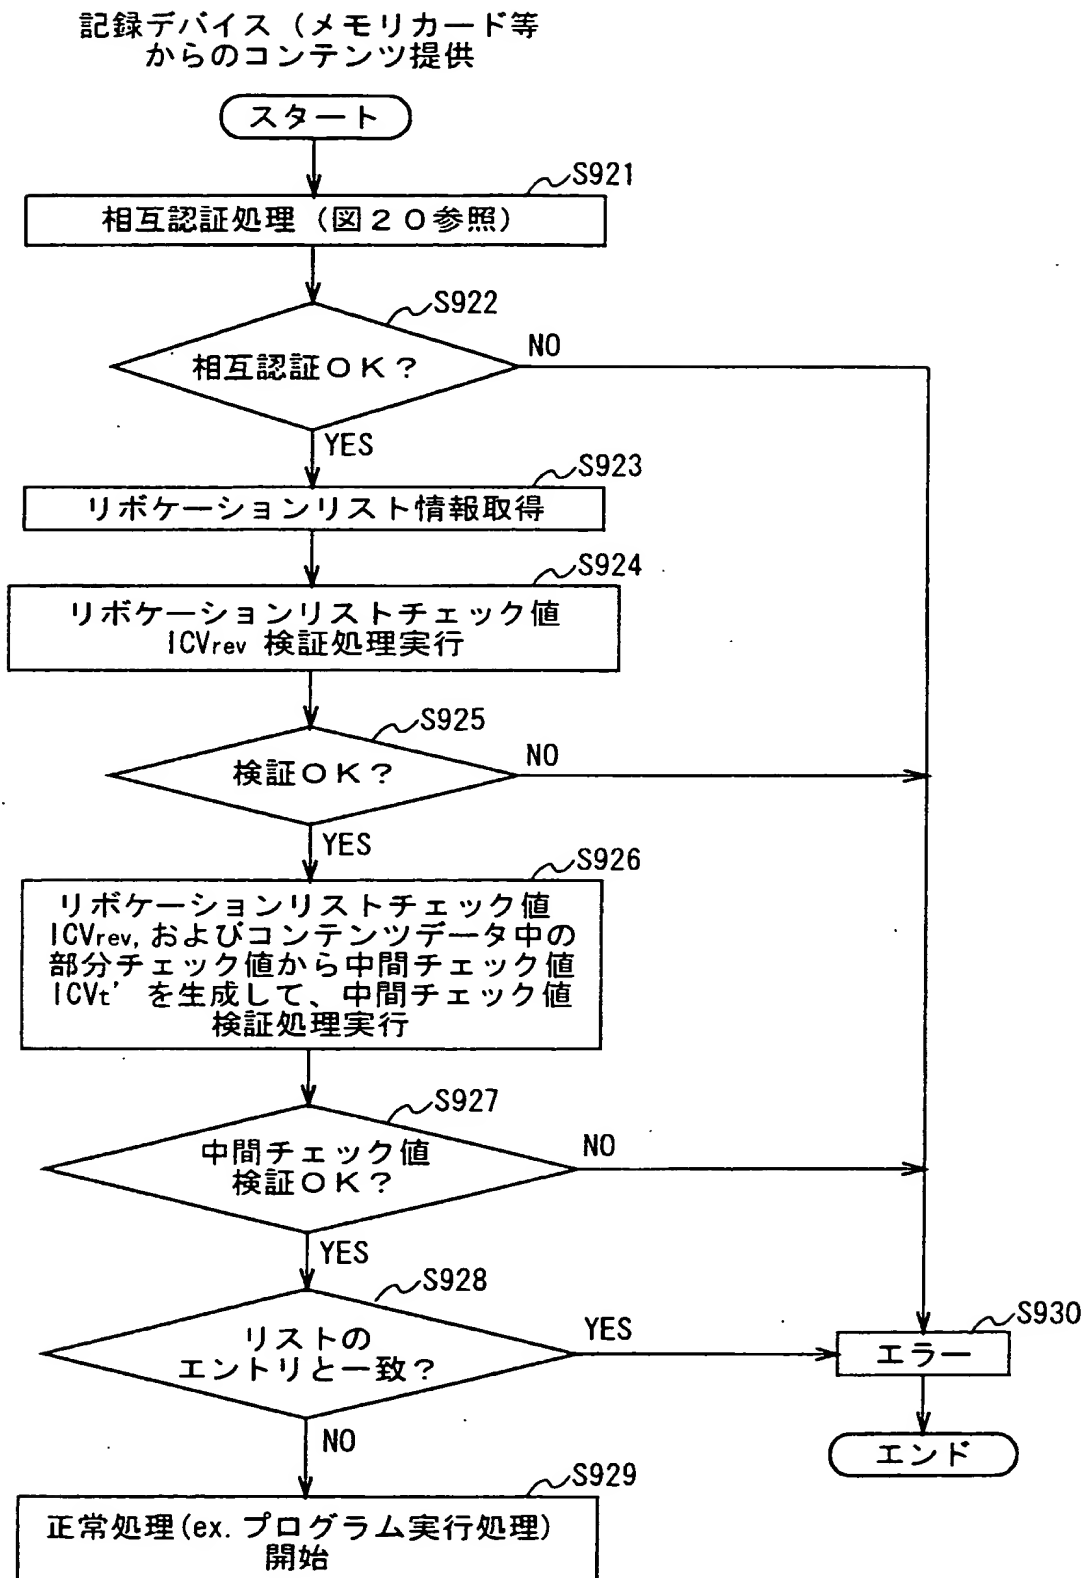 記録デバイス（メモリカード等
からのコンテンツ提供
スタート
S921
相互認証処理（図２０参照）
S922
相互認証ＯＫ？
NO
YES
S923
リボケーションリスト情報取得
S924
リボケーションリストチェック値
ICVrev 検証処理実行
S925
検証ＯＫ？
NO
YES
S926
リボケーションリストチェック値
ICVrev,およびコンテンツデータ中の
部分チェック値から中間チェック値
ICVt'を生成して、中間チェック値
検証処理実行
S927
中間チェック値
検証ＯＫ？
NO
YES
S928
リストの
エントリと一致？
YES
S930
エラー
エンド
NO
S929
正常処理(ex.プログラム実行処理)
開始